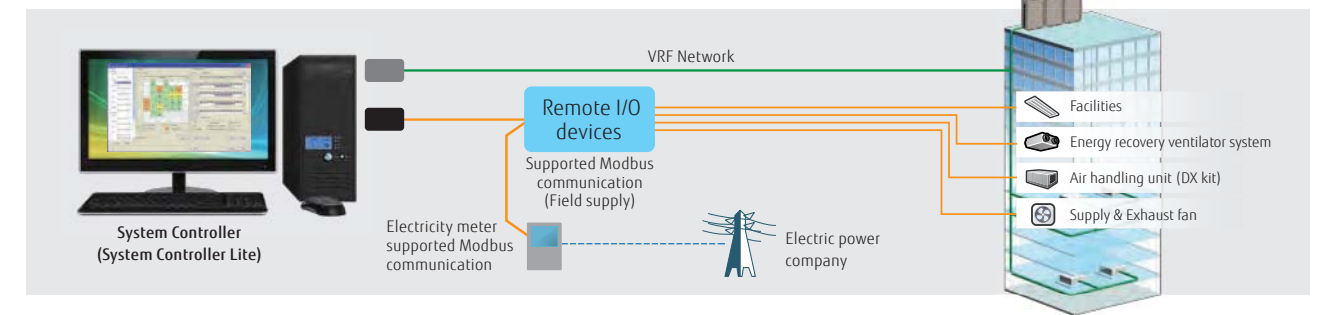 VRF Network
Remote I/O
devices
Supported Modbus
communication
(Field supply)
Facilities
Energy recovery ventilator system
Air handling unit (DX kit)
Supply & Exhaust fan
System Controller
(System Controller Lite)
Electricity meter
supported Modbus
communication
Electric power
company